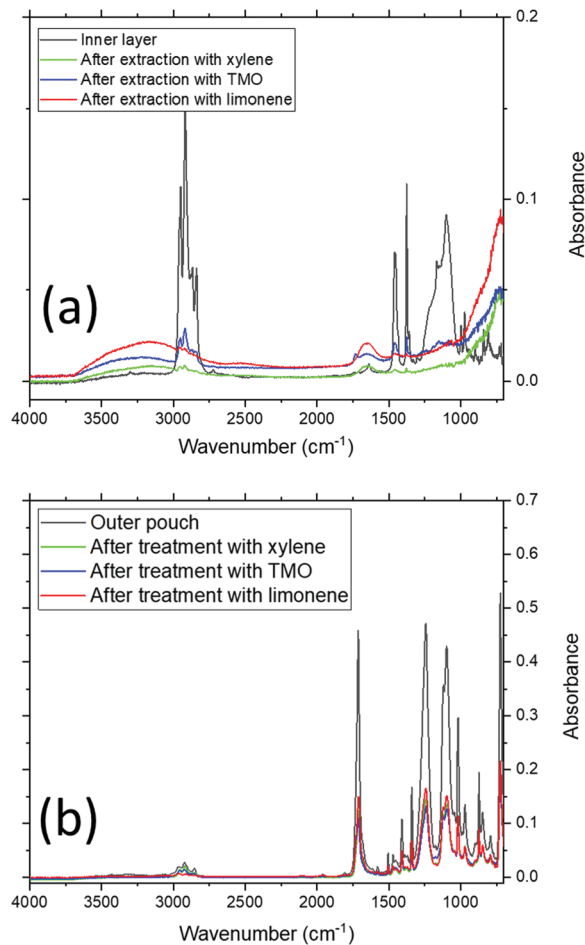 0.2
Inner layer
After extraction with xylene
After extraction with TMO
After extraction with limonene
0.1
Absorbance
(a)
0.0
4000 3500 3000 2500 2000 1500 1000
Wavenumber (cm⁻¹)
0.7
Outer pouch
After treatment with xylene
After treatment with TMO
After treatment with limonene
0.6
0.5
0.4
Absorbance
0.3
0.2
(b)
0.1
0.0
4000 3500 3000 2500 2000 1500 1000
Wavenumber (cm⁻¹)